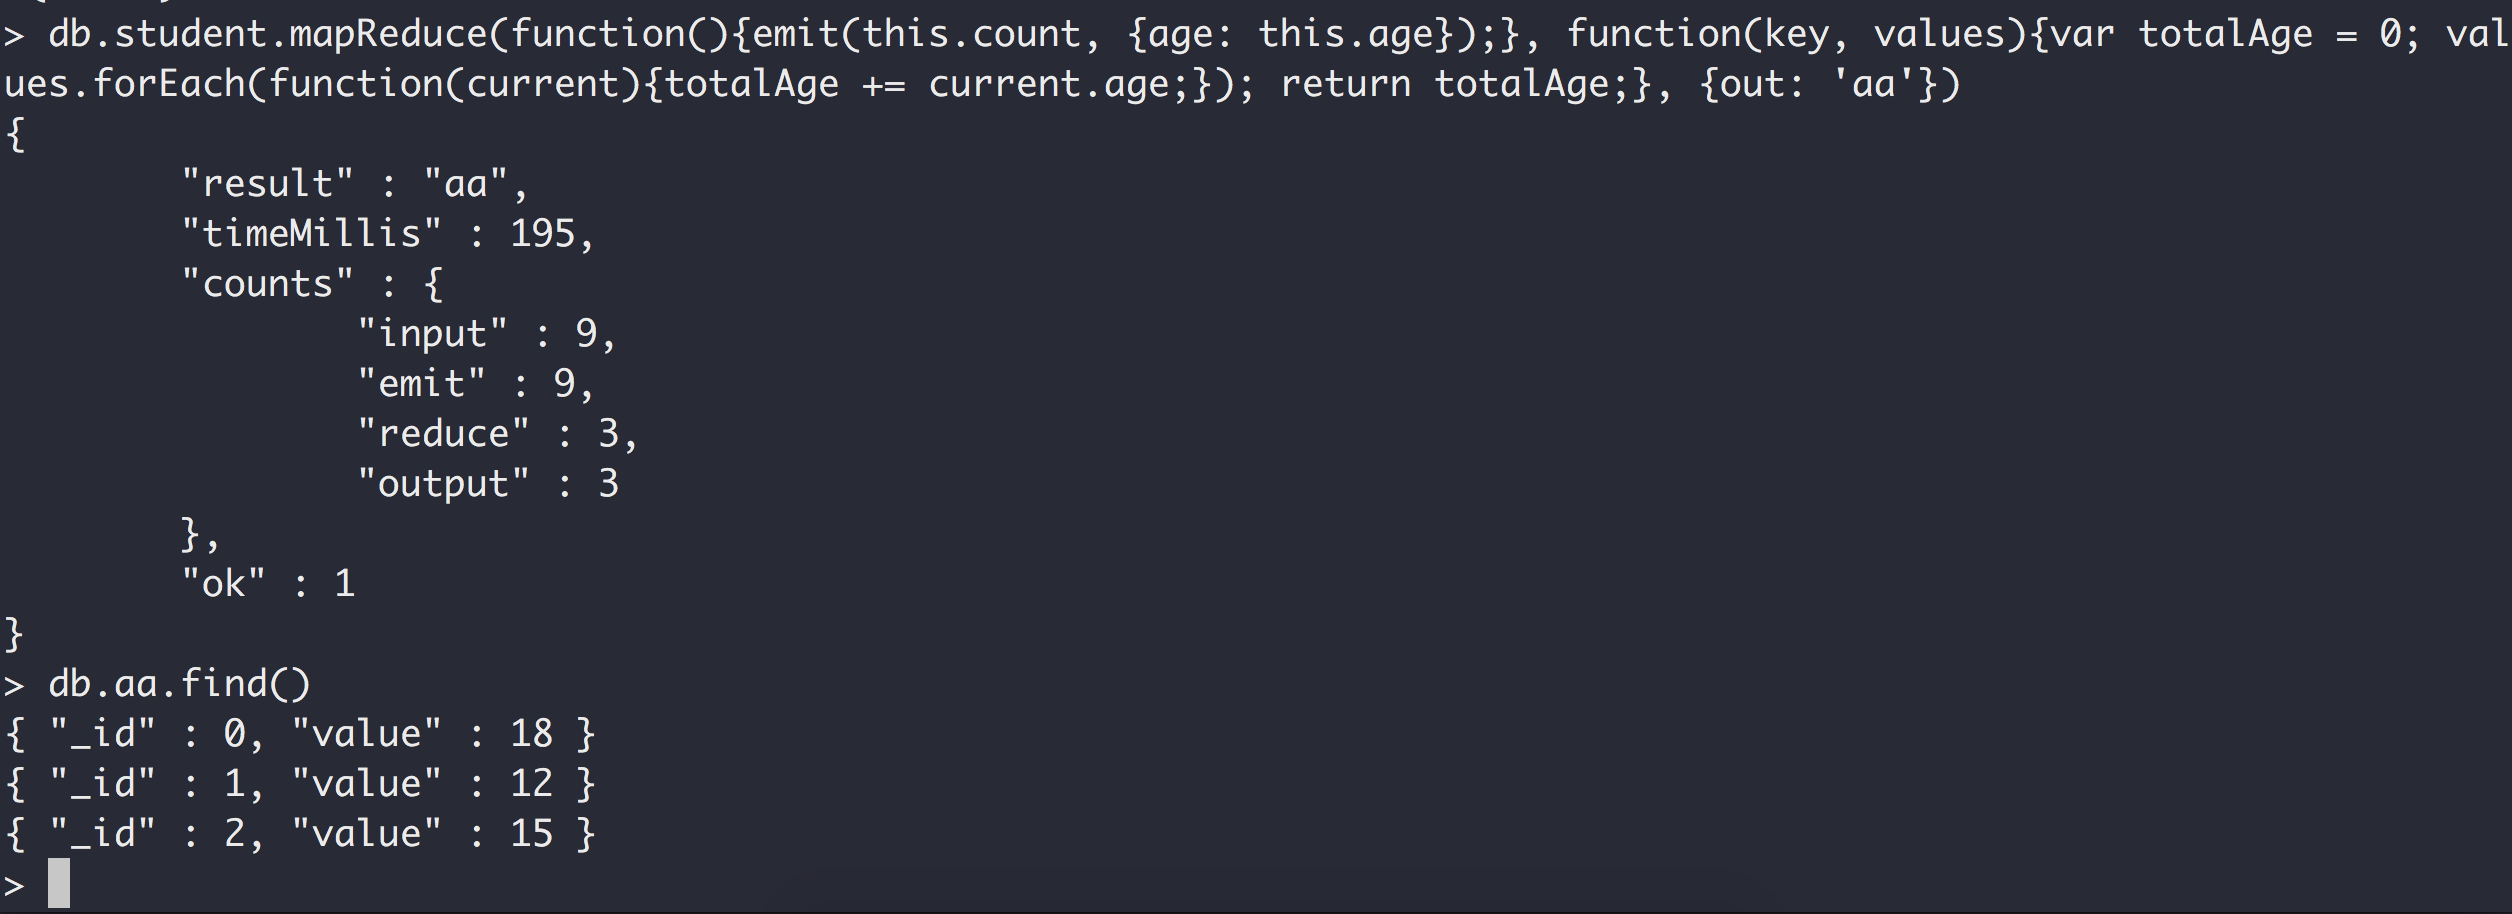 > db.student.mapReduce(function(){emit(this.count, {age: this.age});}, function(key, values){var totalAge = 0; val
ues.forEach(function(current){totalAge += current.age;}); return totalAge;}, {out: 'aa'})
{
        "result" : "aa",
        "timeMillis" : 195,
        "counts" : {
                "input" : 9,
                "emit" : 9,
                "reduce" : 3,
                "output" : 3
        },
        "ok" : 1
}
> db.aa.find()
{ "_id" : 0, "value" : 18 }
{ "_id" : 1, "value" : 12 }
{ "_id" : 2, "value" : 15 }
>